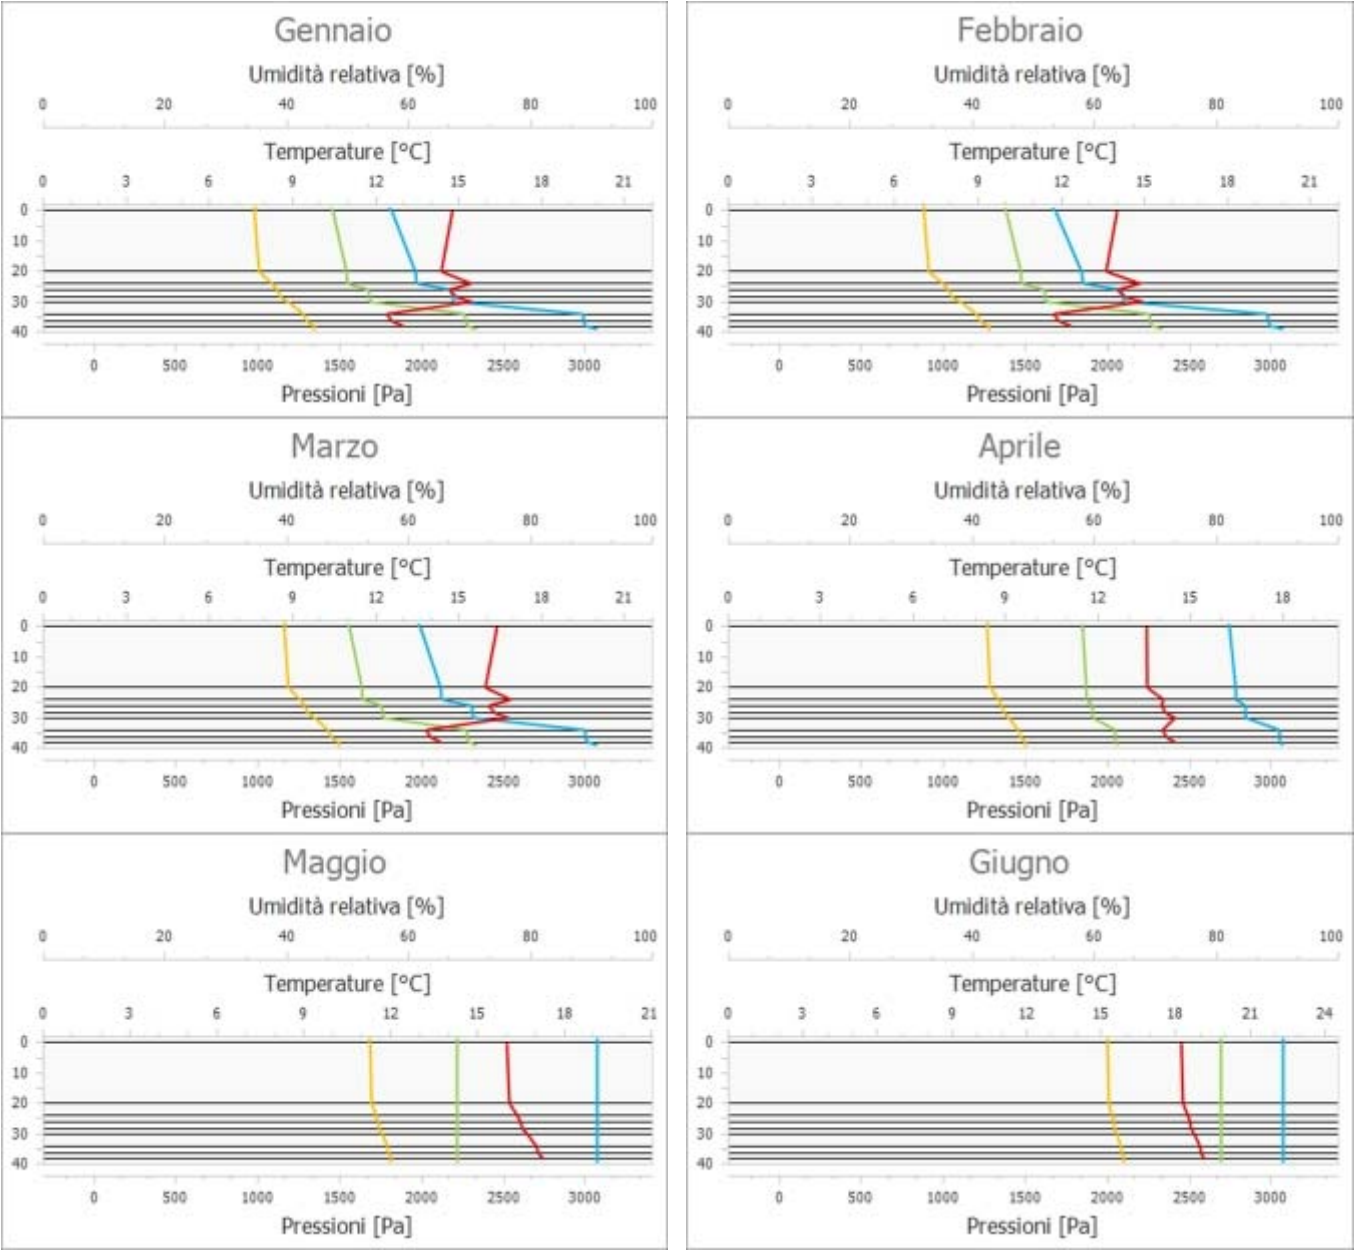 Gennaio
Umidità relativa [%]
0 20 40 60 80 100
Temperature [°C]
0 3 6 9 12 15 18 21
0
10
20
30
40
0 500 1000 1500 2000 2500 3000
Pressioni [Pa]
Febbraio
Umidità relativa [%]
0 20 40 60 80 100
Temperature [°C]
0 3 6 9 12 15 18 21
0
10
20
30
40
0 500 1000 1500 2000 2500 3000
Pressioni [Pa]
Marzo
Umidità relativa [%]
0 20 40 60 80 100
Temperature [°C]
0 3 6 9 12 15 18 21
0
10
20
30
40
0 500 1000 1500 2000 2500 3000
Pressioni [Pa]
Aprile
Umidità relativa [%]
0 20 40 60 80 100
Temperature [°C]
0 3 6 9 12 15 18
0
10
20
30
40
0 500 1000 1500 2000 2500 3000
Pressioni [Pa]
Maggio
Umidità relativa [%]
0 20 40 60 80 100
Temperature [°C]
0 3 6 9 12 15 18 21
0
10
20
30
40
0 500 1000 1500 2000 2500 3000
Pressioni [Pa]
Giugno
Umidità relativa [%]
0 20 40 60 80 100
Temperature [°C]
0 3 6 9 12 15 18 21 24
0
10
20
30
40
0 500 1000 1500 2000 2500 3000
Pressioni [Pa]